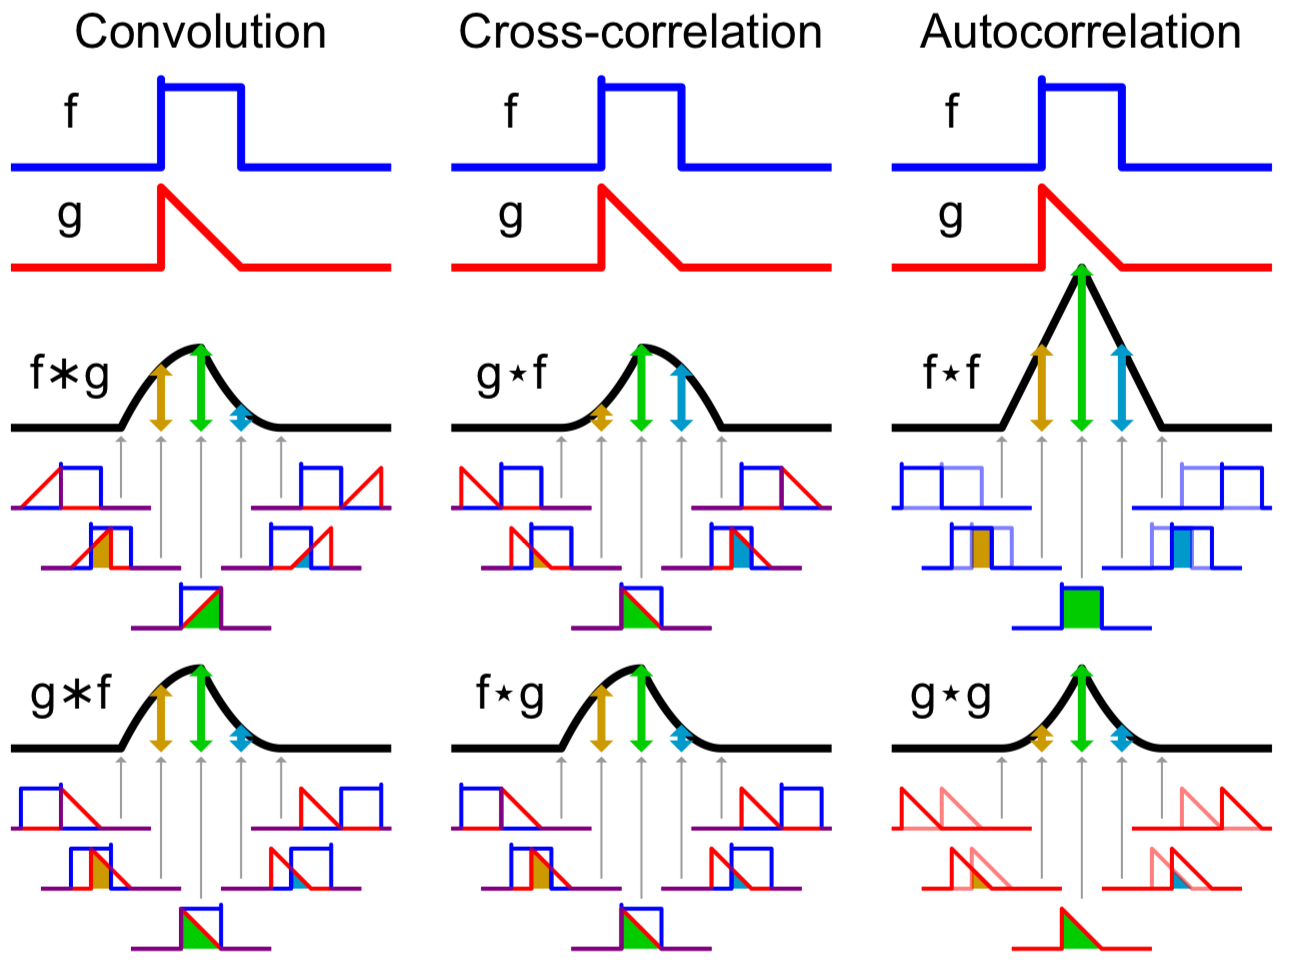 Convolution Cross-correlation Autocorrelation
f f f
g g g
f∗g g⋆f f⋆f
g∗f f⋆g g⋆g